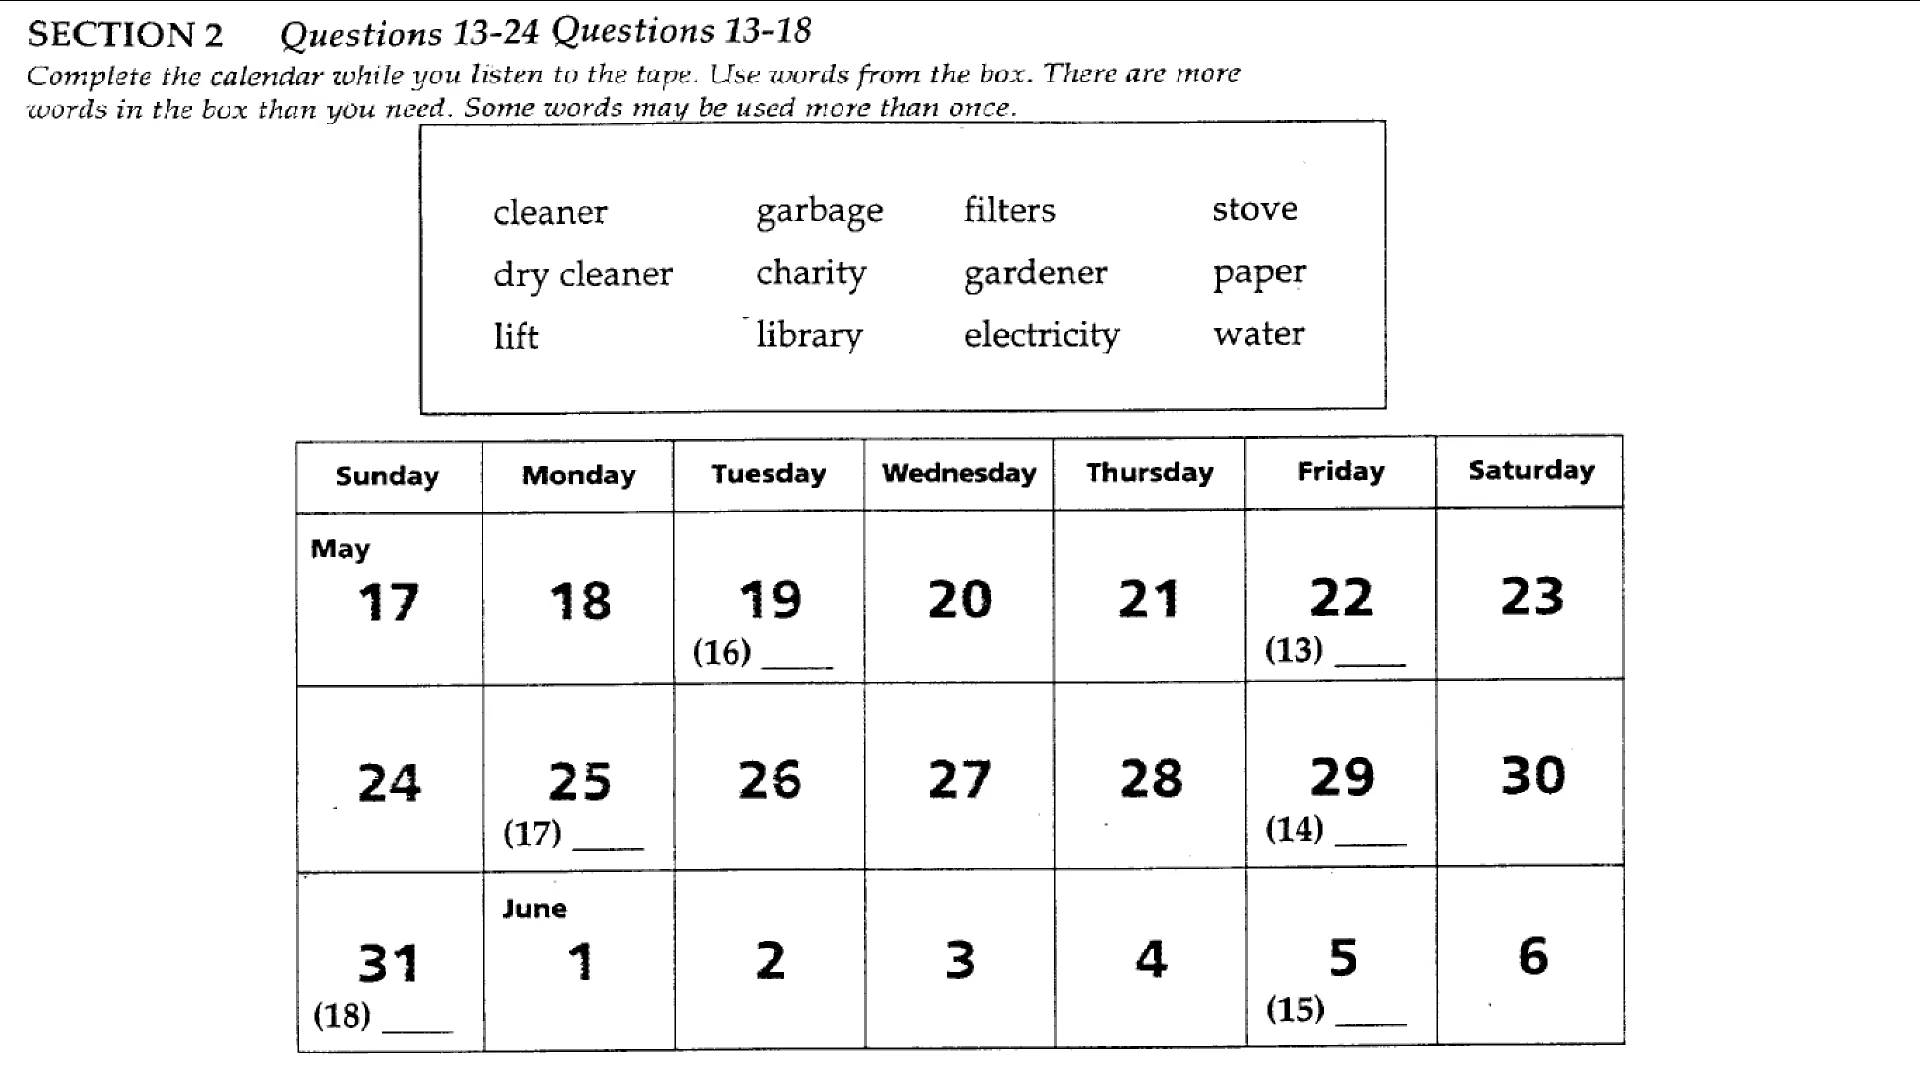 SECTION 2 Questions 13-24 Questions 13-18
Complete the calendar while you listen to the tape. Use words from the box. There are more
words in the box than you need. Some words may be used more than once.
cleaner garbage filters stove
dry cleaner charity gardener paper
lift library electricity water
Sunday Monday Tuesday Wednesday Thursday Friday Saturday
May
17 18 19 20 21 22 23
(16) ____ (13) ____
24 25 26 27 28 29 30
(17) ____ (14) ____
June
31 1 2 3 4 5 6
(18) ____ (15) ____